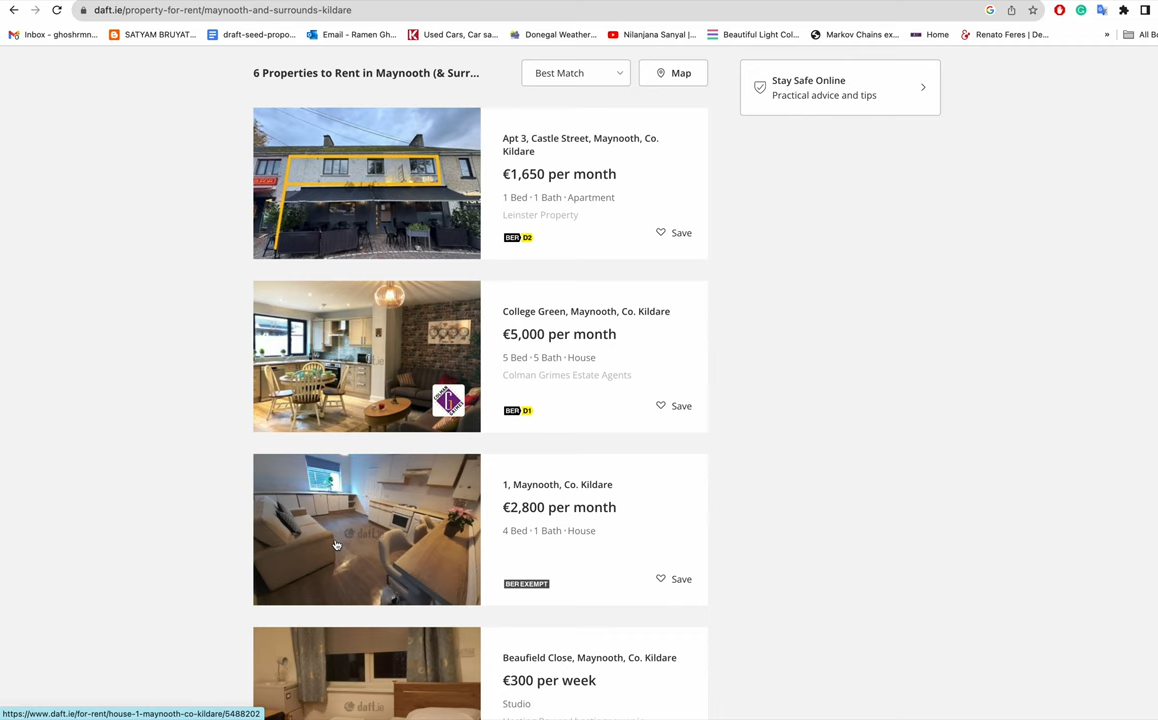 daft.ie/property-for-rent/maynooth-and-surrounds-kildare
Inbox - ghoshrmn...
SATYAM BRUYAT...
draft-seed-propo...
Email - Ramen Gh...
Used Cars, Car sa...
Donegal Weather...
Nilanjana Sanyal |...
Beautiful Light Col...
Markov Chains ex...
Home
Renato Feres | De...
»
All Bo
6 Properties to Rent in Maynooth (& Surr...
Best Match
Map
Stay Safe Online
Practical advice and tips
Apt 3, Castle Street, Maynooth, Co.
Kildare
€1,650 per month
1 Bed · 1 Bath · Apartment
Leinster Property
BER D2
Save
College Green, Maynooth, Co. Kildare
€5,000 per month
5 Bed · 5 Bath · House
Colman Grimes Estate Agents
BER D1
Save
COLMAN
GRIMES
1, Maynooth, Co. Kildare
€2,800 per month
4 Bed · 1 Bath · House
BER EXEMPT
Save
daft.ie
Beaufield Close, Maynooth, Co. Kildare
€300 per week
Studio
daft.ie
https://www.daft.ie/for-rent/house-1-maynooth-co-kildare/5488202